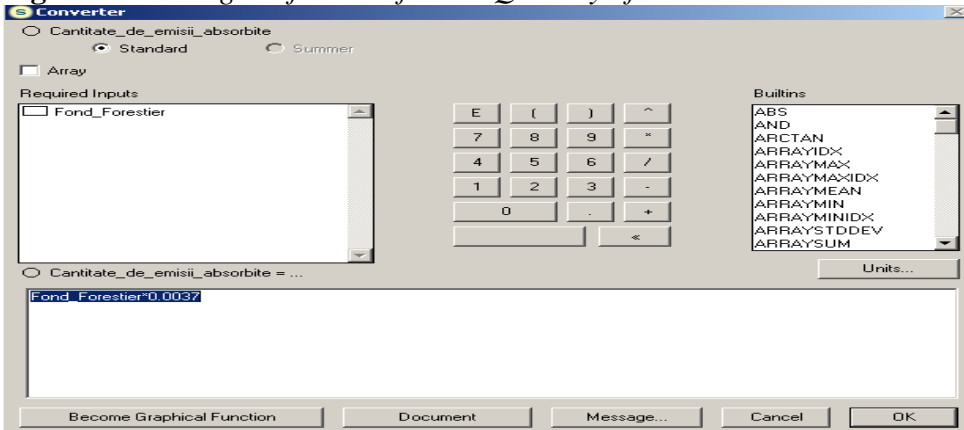 Converter
Cantitate_de_emisii_absorbite
Standard Summer
Array
Required Inputs
Fond_Forestier
E ( ) ^
7 8 9 *
4 5 6 /
1 2 3 -
0 . +
«
Builtins
ABS
AND
ARCTAN
ARRAYIDX
ARRAYMAX
ARRAYMAXIDX
ARRAYMEAN
ARRAYMIN
ARRAYMINIDX
ARRAYSTDDEV
ARRAYSUM
Units...
Cantitate_de_emisii_absorbite = ...
Fond_Forestier*0.0037
Become Graphical Function Document Message... Cancel OK